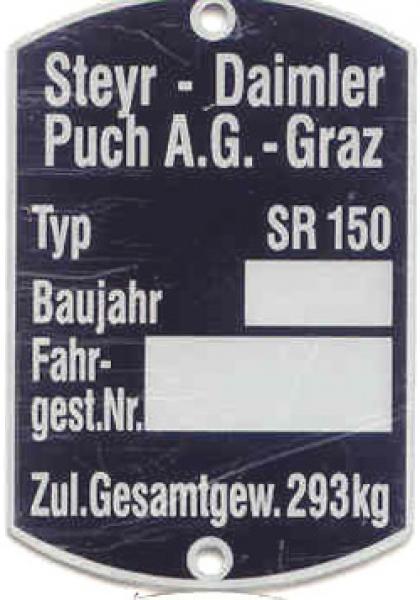 Steyr - Daimler
Puch A.G. - Graz
Typ SR 150
Baujahr
Fahr-
gest.Nr.
Zul.Gesamtgew. 293kg